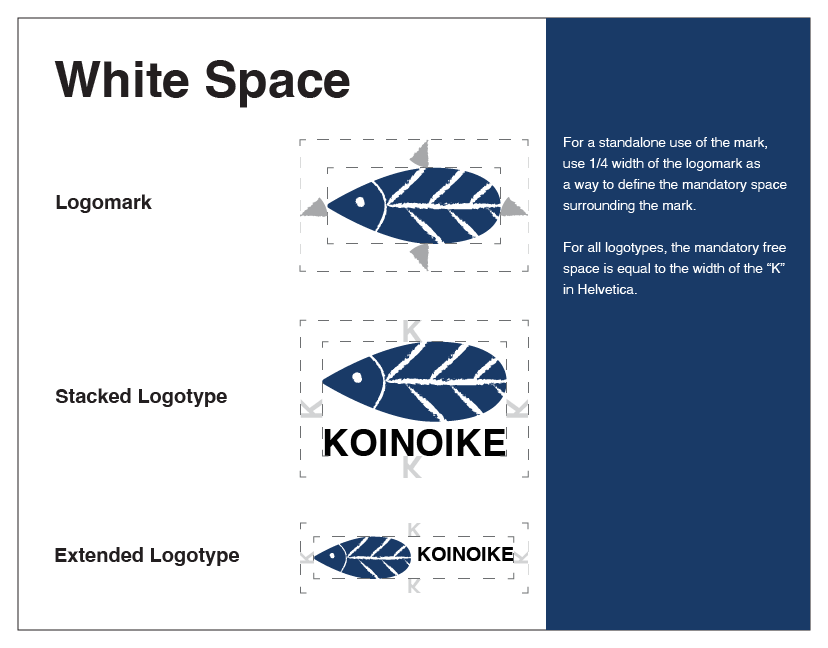 White Space
Logomark
For a standalone use of the mark,
use 1/4 width of the logomark as
a way to define the mandatory space
surrounding the mark.
For all logotypes, the mandatory free
space is equal to the width of the “K”
in Helvetica.
Stacked Logotype
K
K
K
KOINOIKE
K
Extended Logotype
K
K
KOINOIKE
K
K